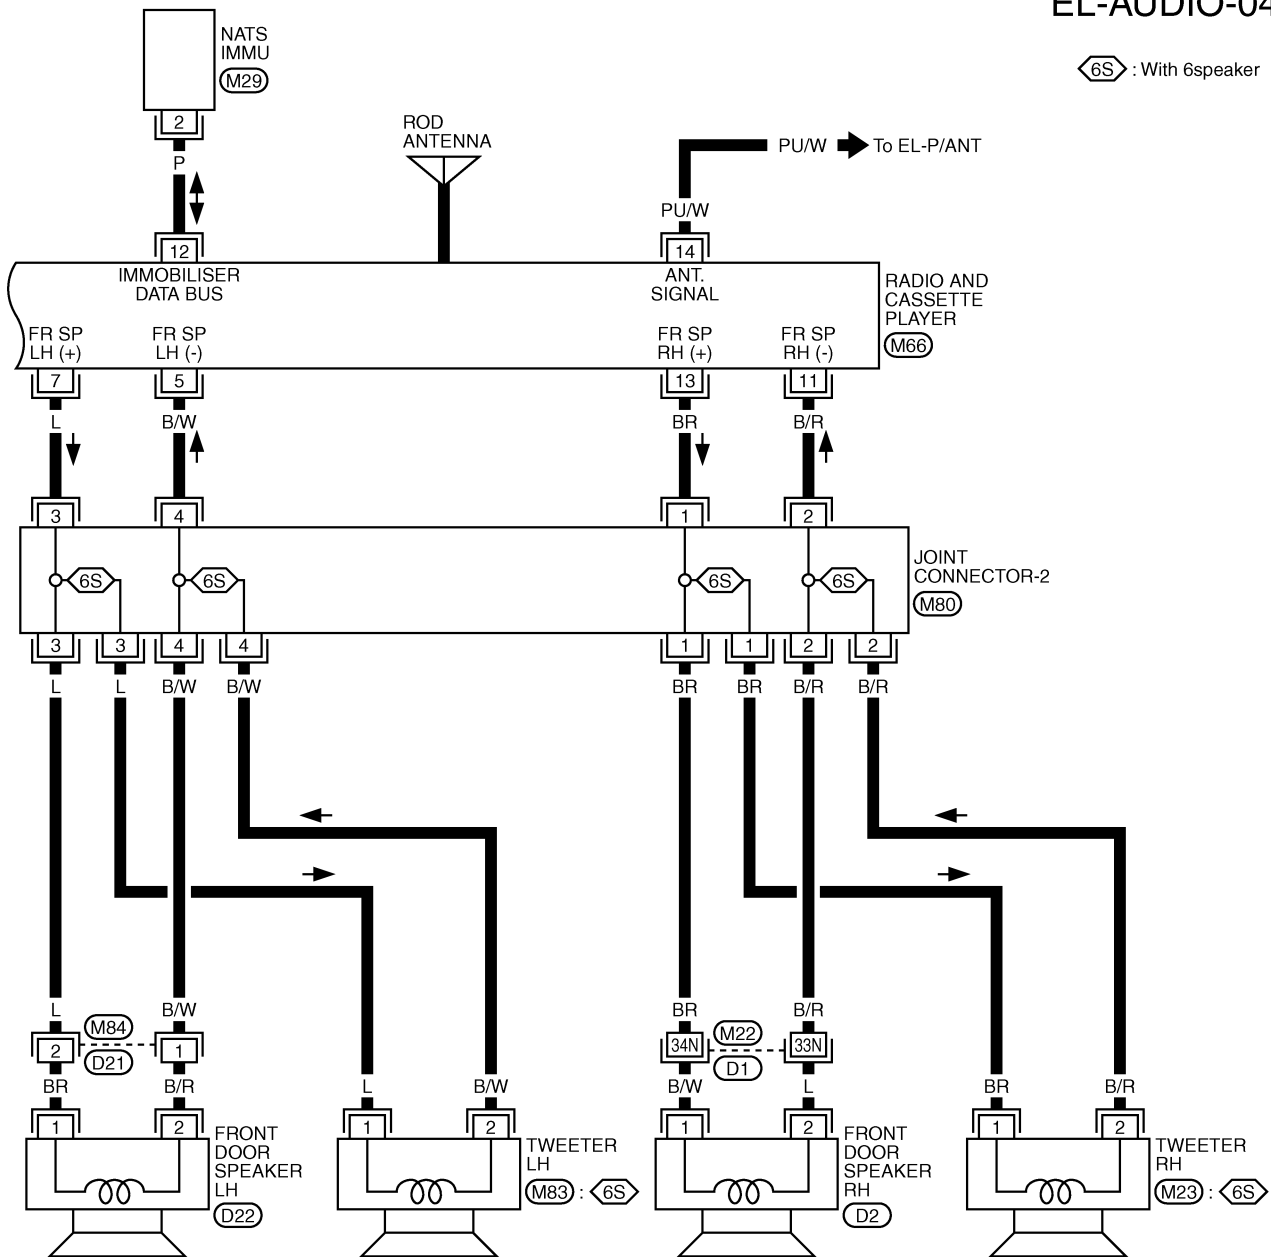 EL-AUDIO-04
6S : With 6speaker
NATS
IMMU
M29
2
P
ROD
ANTENNA
PU/W To EL-P/ANT
PU/W
12
14
IMMOBILISER
DATA BUS
ANT.
SIGNAL
RADIO AND
CASSETTE
PLAYER
M66
FR SP
LH (+)
FR SP
LH (-)
FR SP
RH (+)
FR SP
RH (-)
7 5 13 11
L B/W BR B/R
3 4 1 2
6S 6S 6S 6S
JOINT
CONNECTOR-2
M80
3 3 4 4 1 1 2 2
L L B/W B/W BR BR B/R B/R
L B/W BR B/R
M84
D21
2 1
M22
D1
34N 33N
BR B/R L B/W B/W L BR B/R
1 2 1 2 1 2 1 2
FRONT
DOOR
SPEAKER
LH
D22
TWEETER
LH
M83 : 6S
FRONT
DOOR
SPEAKER
RH
D2
TWEETER
RH
M23 : 6S